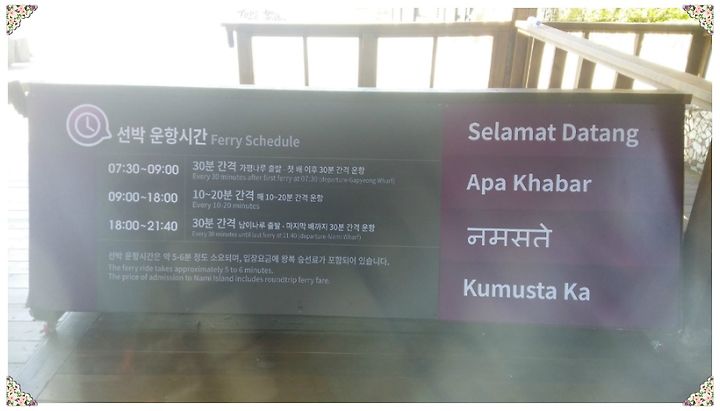 선박 운항시간 Ferry Schedule
07:30~09:00 30분 간격 가평나루 출발 - 첫 배 이후 30분 간격 운항
Every 30 minutes after first ferry at 07:30 (departure-Gapyeong Wharf)
09:00~18:00 10~20분 간격 매 10~20분 간격 운항
Every 10-20 minutes
18:00~21:40 30분 간격 남이나루 출발 - 마지막 배까지 30분 간격 운항
Every 30 minutes until last ferry at 21:40 (departure-Nami Wharf)
선박 운항시간은 약 5-6분 정도 소요되며, 입장요금에 왕복 승선료가 포함되어 있습니다.
The ferry ride takes approximately 5 to 6 minutes.
The price of admission to Nami Island includes roundtrip ferry fare.
Selamat Datang
Apa Khabar
नमस्ते
Kumusta Ka